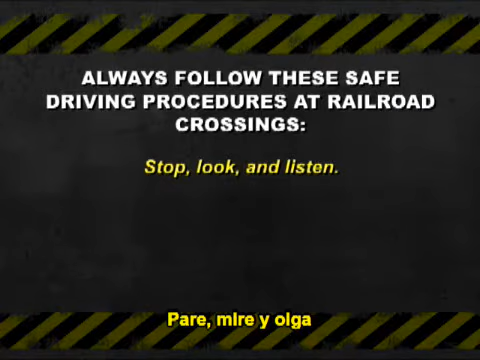 ALWAYS FOLLOW THESE SAFE
DRIVING PROCEDURES AT RAILROAD
CROSSINGS:
Stop, look, and listen.
Pare, mire y oiga